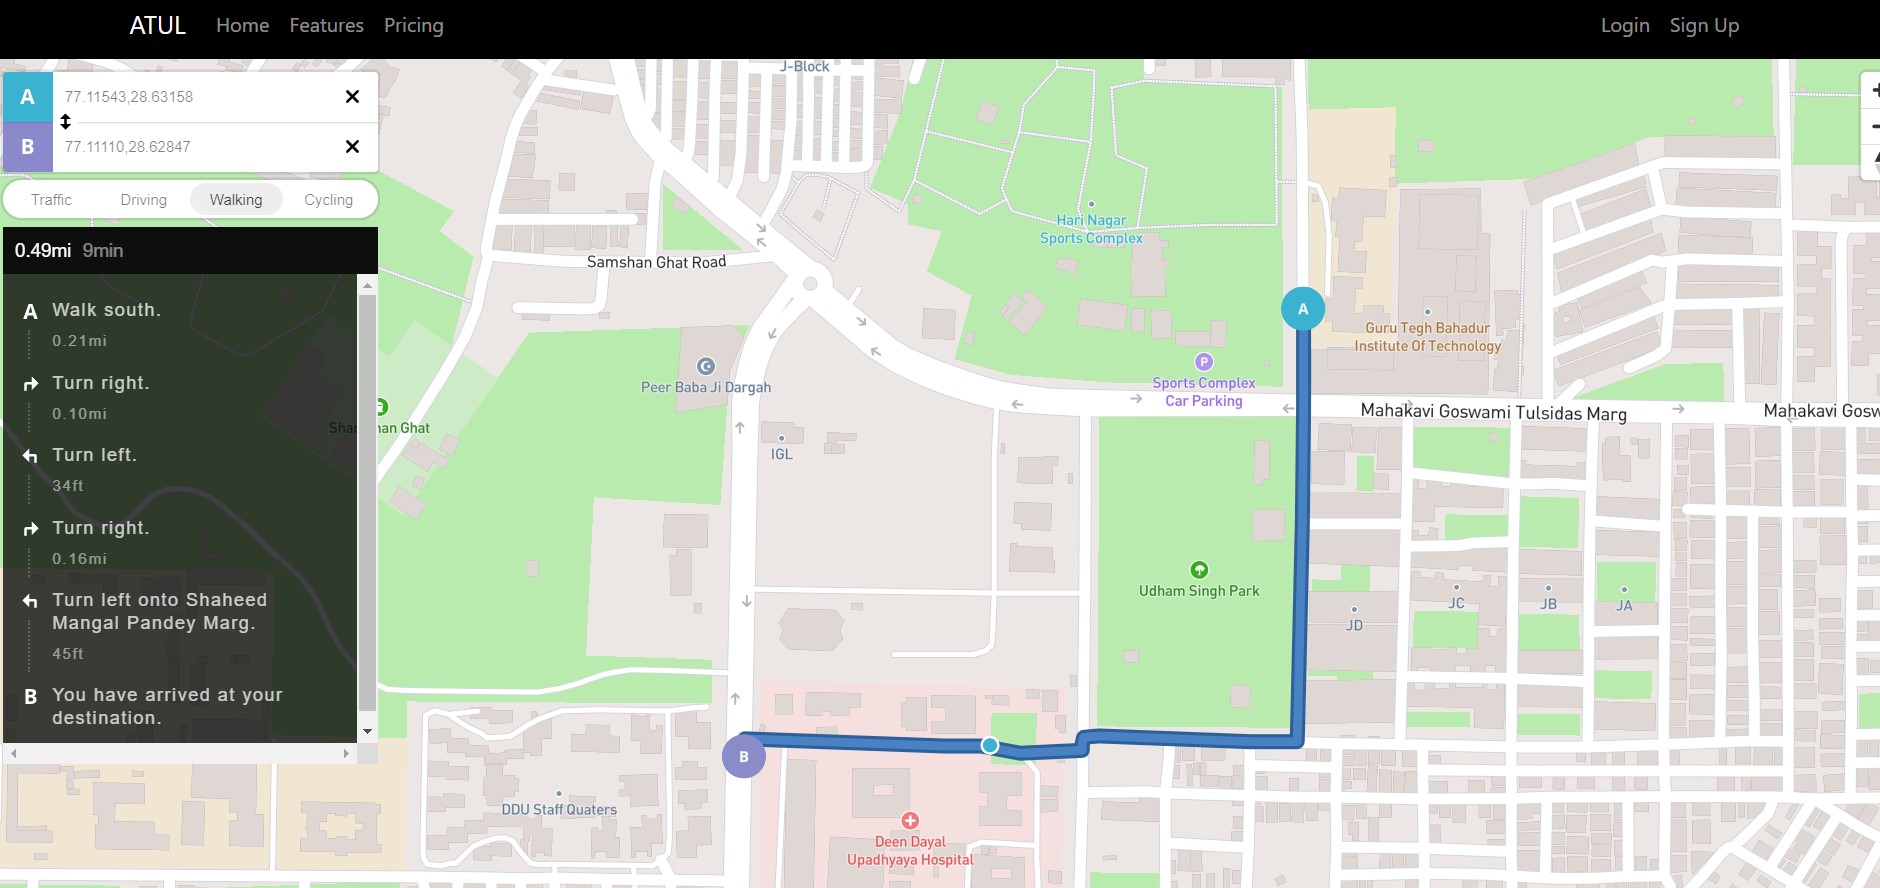 ATUL Home Features Pricing Login Sign Up
A 77.11543,28.63158
B 77.11110,28.62847
Traffic Driving Walking Cycling
0.49mi 9min
A Walk south.
0.21mi
Turn right.
0.10mi
Turn left.
34ft
Turn right.
0.16mi
Turn left onto Shaheed
Mangal Pandey Marg.
45ft
B You have arrived at your
destination.
J-Block
Hari Nagar
Sports Complex
Samshan Ghat Road
A
Guru Tegh Bahadur
Institute Of Technology
Peer Baba Ji Dargah
P
Sports Complex
Car Parking
Mahakavi Goswami Tulsidas Marg
Mahakavi Gosw
an Ghat
IGL
Udham Singh Park
JC
JB
JA
JD
B
DDU Staff Quaters
Deen Dayal
Upadhyaya Hospital